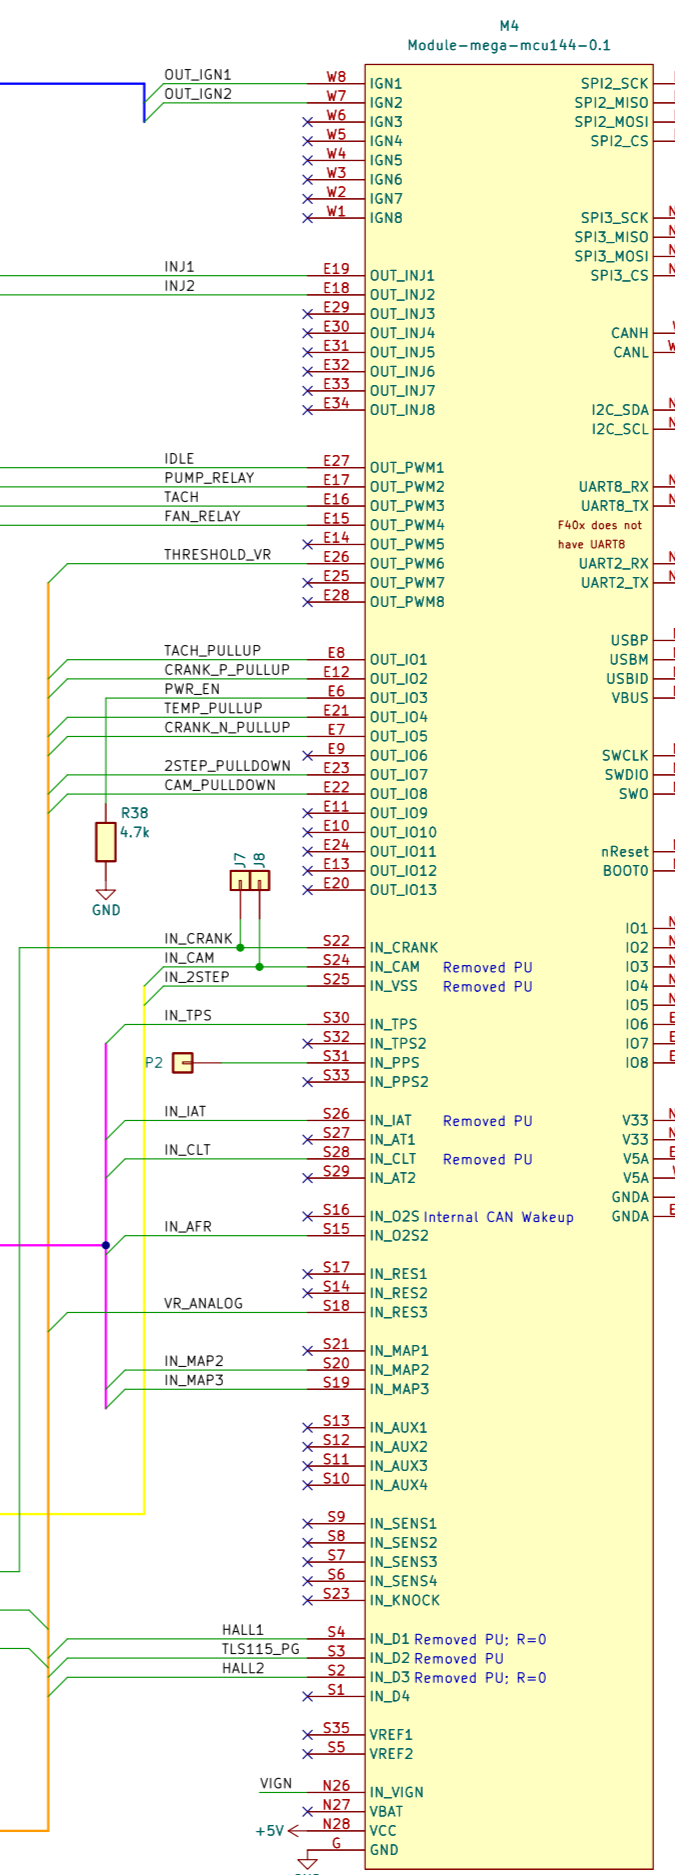 M4
Module-mega-mcu144-0.1
OUT_IGN1 W8 IGN1 SPI2_SCK
OUT_IGN2 W7 IGN2 SPI2_MISO
W6 IGN3 SPI2_MOSI
W5 IGN4 SPI2_CS
W4 IGN5
W3 IGN6
W2 IGN7
W1 IGN8 SPI3_SCK
SPI3_MISO
SPI3_MOSI
INJ1 E19 OUT_INJ1 SPI3_CS
INJ2 E18 OUT_INJ2
E29 OUT_INJ3
E30 OUT_INJ4 CANH
E31 OUT_INJ5 CANL
E32 OUT_INJ6
E33 OUT_INJ7
E34 OUT_INJ8 I2C_SDA
I2C_SCL
IDLE E27 OUT_PWM1
PUMP_RELAY E17 OUT_PWM2 UART8_RX
TACH E16 OUT_PWM3 UART8_TX
FAN_RELAY E15 OUT_PWM4 F40x does not
E14 OUT_PWM5 have UART8
THRESHOLD_VR E26 OUT_PWM6 UART2_RX
E25 OUT_PWM7 UART2_TX
E28 OUT_PWM8
USBP
TACH_PULLUP E8 OUT_IO1 USBM
CRANK_P_PULLUP E12 OUT_IO2 USBID
PWR_EN E6 OUT_IO3 VBUS
TEMP_PULLUP E21 OUT_IO4
CRANK_N_PULLUP E7 OUT_IO5
E9 OUT_IO6 SWCLK
2STEP_PULLDOWN E23 OUT_IO7 SWDIO
CAM_PULLDOWN E22 OUT_IO8 SWO
R38 E11 OUT_IO9
4.7k E10 OUT_IO10
J7 J8 E24 OUT_IO11 nReset
E13 OUT_IO12 BOOT0
E20 OUT_IO13
GND
IO1
IN_CRANK S22 IN_CRANK IO2
IN_CAM S24 IN_CAM Removed PU IO3
IN_2STEP S25 IN_VSS Removed PU IO4
IO5
IN_TPS S30 IN_TPS IO6
S32 IN_TPS2 IO7
P2 S31 IN_PPS IO8
S33 IN_PPS2
IN_IAT S26 IN_IAT Removed PU V33
S27 IN_AT1 V33
IN_CLT S28 IN_CLT Removed PU V5A
S29 IN_AT2 V5A
GNDA
S16 IN_O2S Internal CAN Wakeup GNDA
IN_AFR S15 IN_O2S2
S17 IN_RES1
S14 IN_RES2
VR_ANALOG S18 IN_RES3
S21 IN_MAP1
IN_MAP2 S20 IN_MAP2
IN_MAP3 S19 IN_MAP3
S13 IN_AUX1
S12 IN_AUX2
S11 IN_AUX3
S10 IN_AUX4
S9 IN_SENS1
S8 IN_SENS2
S7 IN_SENS3
S6 IN_SENS4
S23 IN_KNOCK
HALL1 S4 IN_D1 Removed PU; R=0
TLS115_PG S3 IN_D2 Removed PU
HALL2 S2 IN_D3 Removed PU; R=0
S1 IN_D4
S35 VREF1
S5 VREF2
VIGN N26 IN_VIGN
N27 VBAT
+5V N28 VCC
G GND